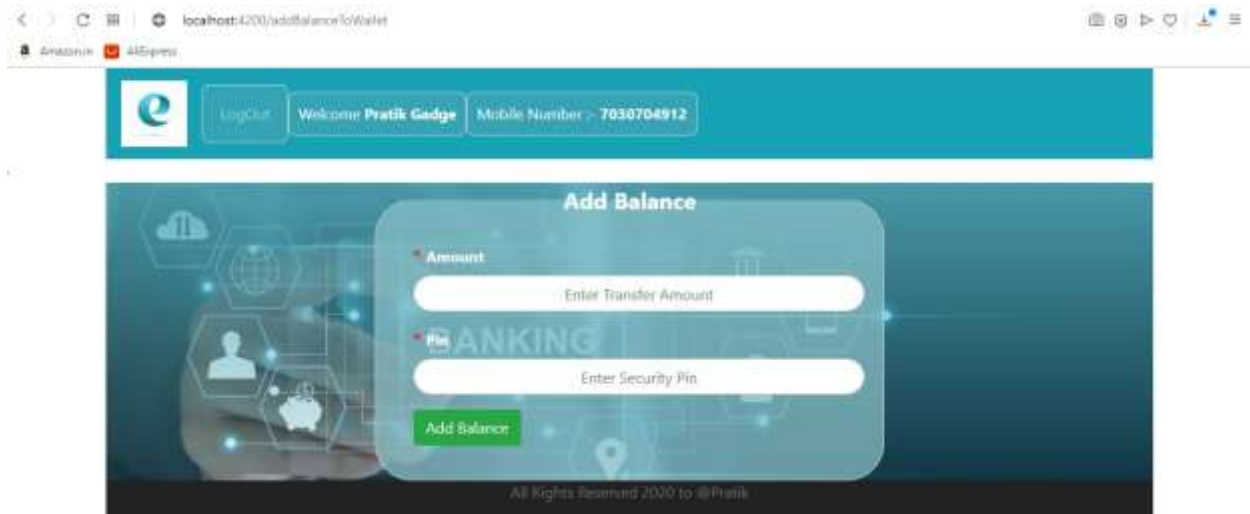 localhost:4200/addBalanceToWallet
Amazon.in AliExpress
e
LogOut Welcome Pratik Gadge Mobile Number :- 7030704912
Add Balance
* Amount
Enter Transfer Amount
BANKING
* Pin
Enter Security Pin
Add Balance
All Rights Reserved 2020 to @Pratik